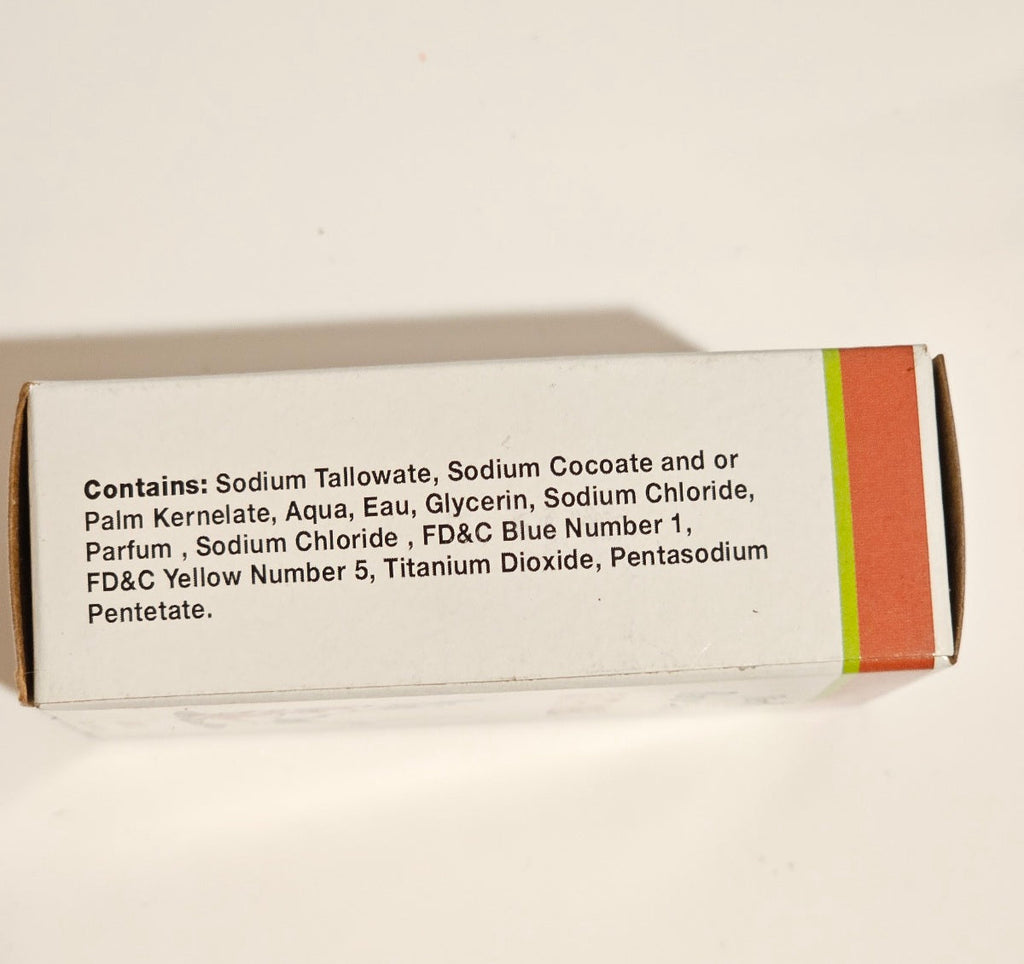 Contains: Sodium Tallowate, Sodium Cocoate and or
Palm Kernelate, Aqua, Eau, Glycerin, Sodium Chloride,
Parfum , Sodium Chloride , FD&C Blue Number 1,
FD&C Yellow Number 5, Titanium Dioxide, Pentasodium
Pentetate.